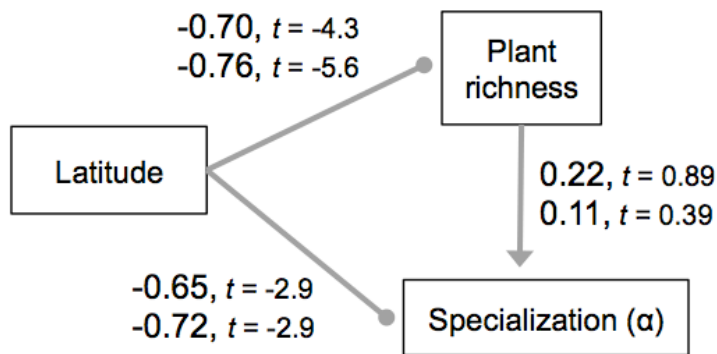 -0.70, t = -4.3
-0.76, t = -5.6
Plant
richness
Latitude
0.22, t = 0.89
0.11, t = 0.39
-0.65, t = -2.9
-0.72, t = -2.9
Specialization (α)